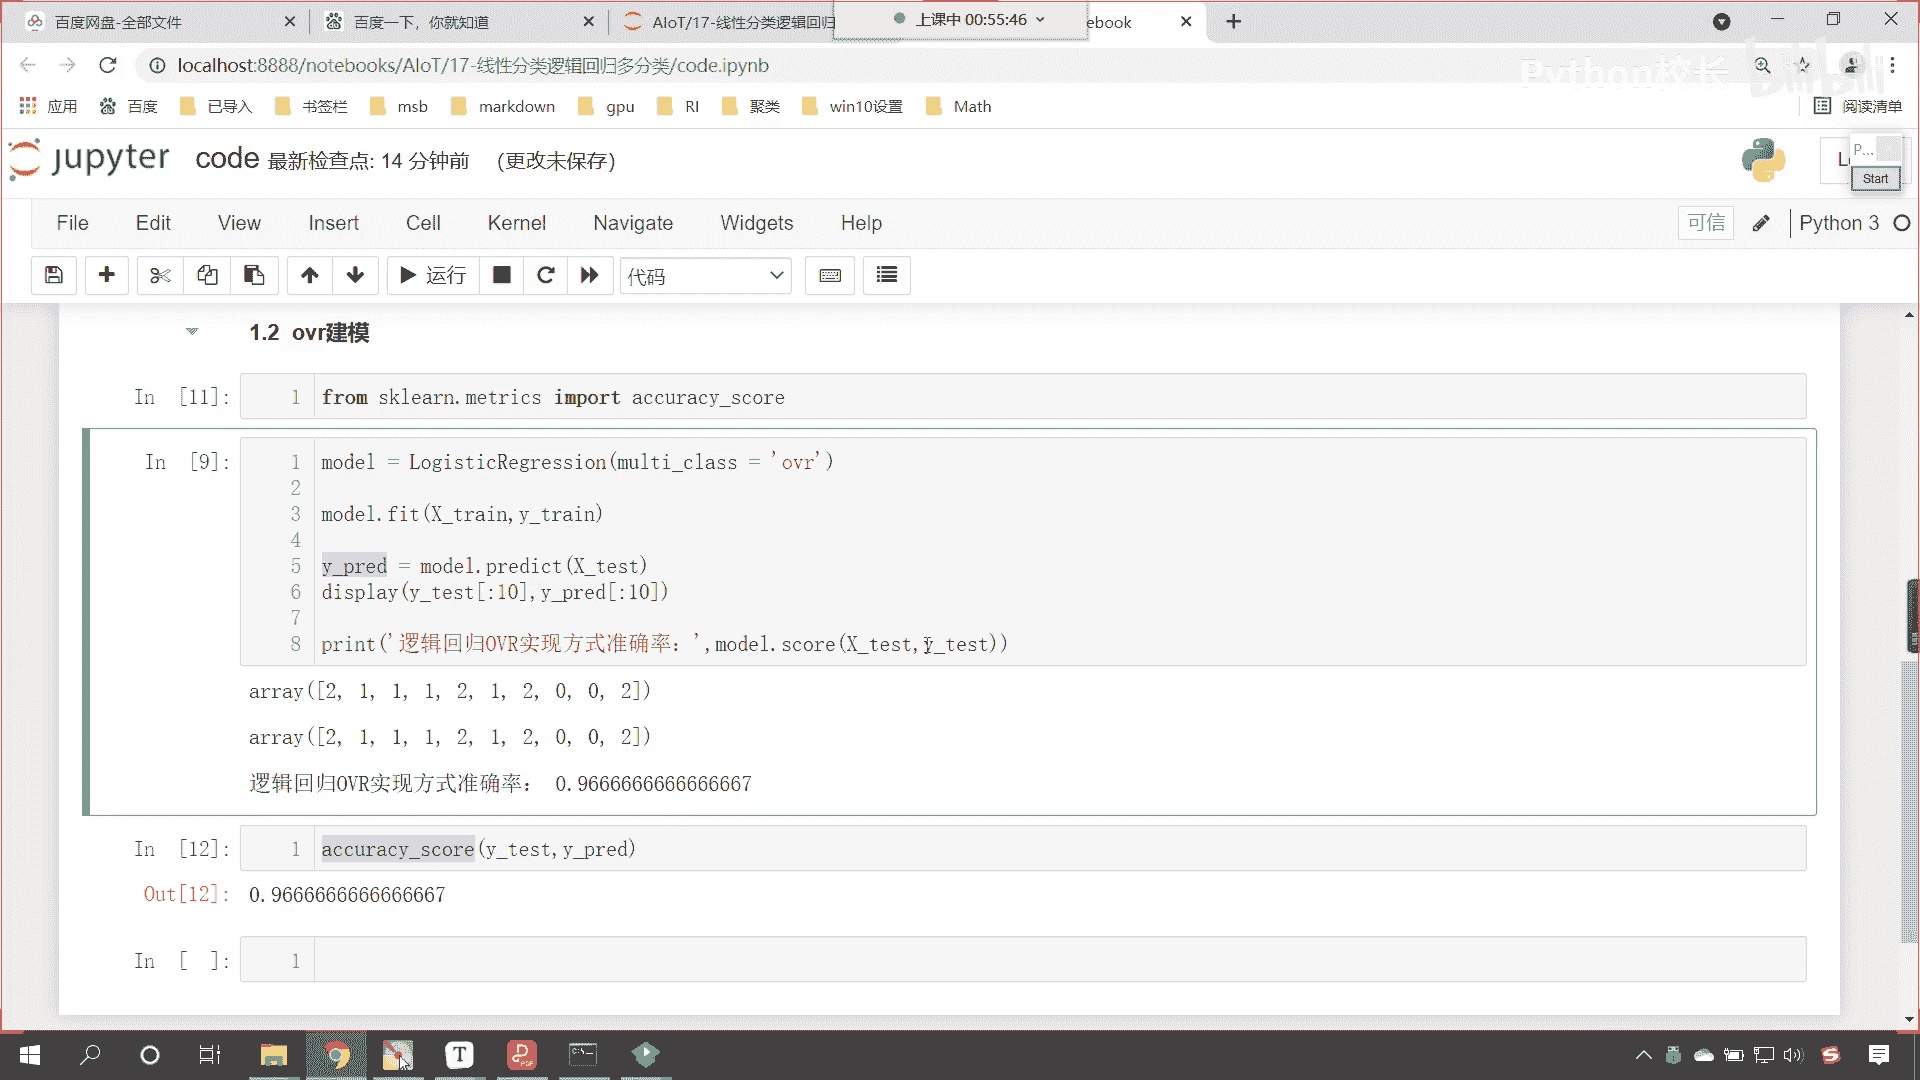 百度网盘-全部文件
百度一下，你就知道
AIoT/17-线性分类逻辑回归
上课中 00:55:46
ebook
localhost:8888/notebooks/AIoT/17-线性分类逻辑回归多分类/code.ipynb
Python校长
bilibili
应用 百度 已导入 书签栏 msb markdown gpu RI 聚类 win10设置 Math 阅读清单
jupyter code 最新检查点: 14 分钟前 (更改未保存)
P...
Start
File Edit View Insert Cell Kernel Navigate Widgets Help 可信 Python 3
运行 代码
1.2 ovr建模
In [11]: 1 from sklearn.metrics import accuracy_score
In [9]: 1 model = LogisticRegression(multi_class = 'ovr')
2
3 model.fit(X_train,y_train)
4
5 y_pred = model.predict(X_test)
6 display(y_test[:10],y_pred[:10])
7
8 print('逻辑回归OVR实现方式准确率：',model.score(X_test,y_test))
array([2, 1, 1, 1, 2, 1, 2, 0, 0, 2])
array([2, 1, 1, 1, 2, 1, 2, 0, 0, 2])
逻辑回归OVR实现方式准确率： 0.9666666666666667
In [12]: 1 accuracy_score(y_test,y_pred)
Out[12]: 0.9666666666666667
In [ ]: 1